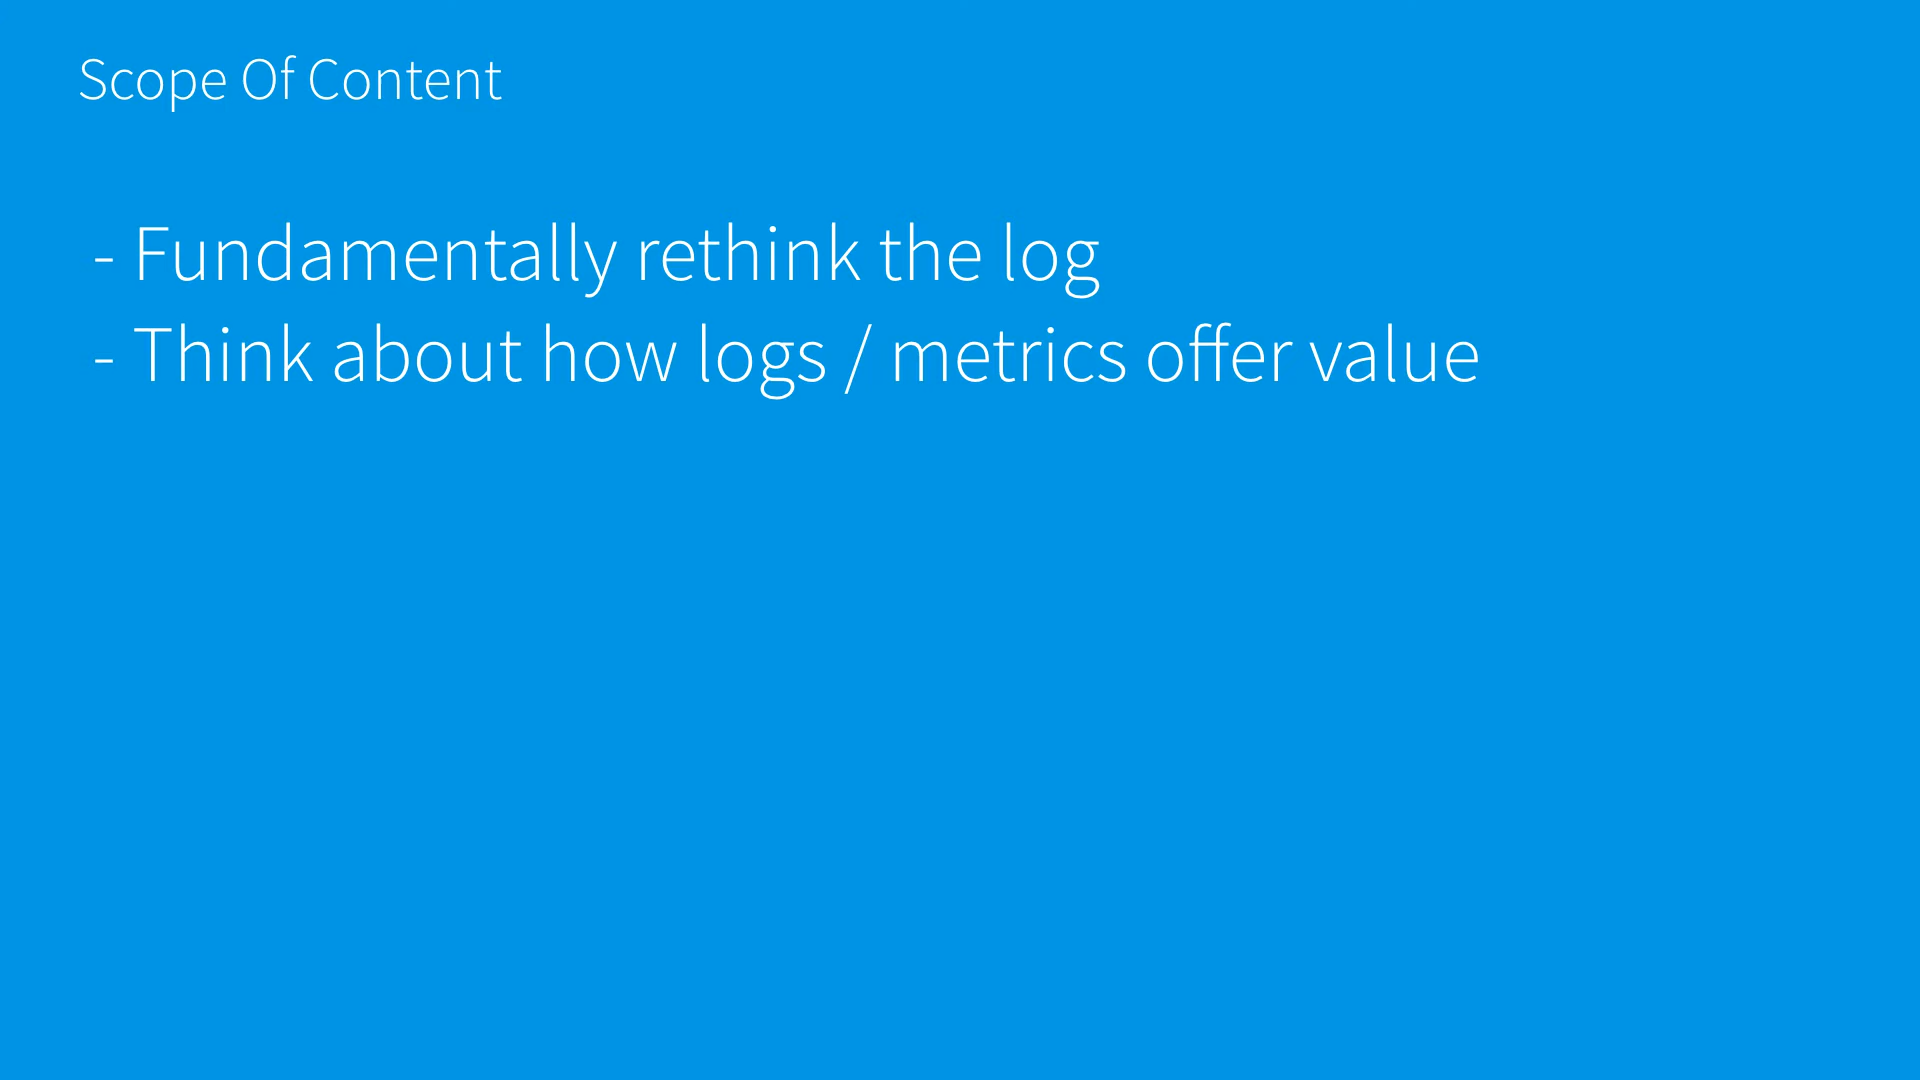 Scope Of Content
- Fundamentally rethink the log
- Think about how logs / metrics offer value